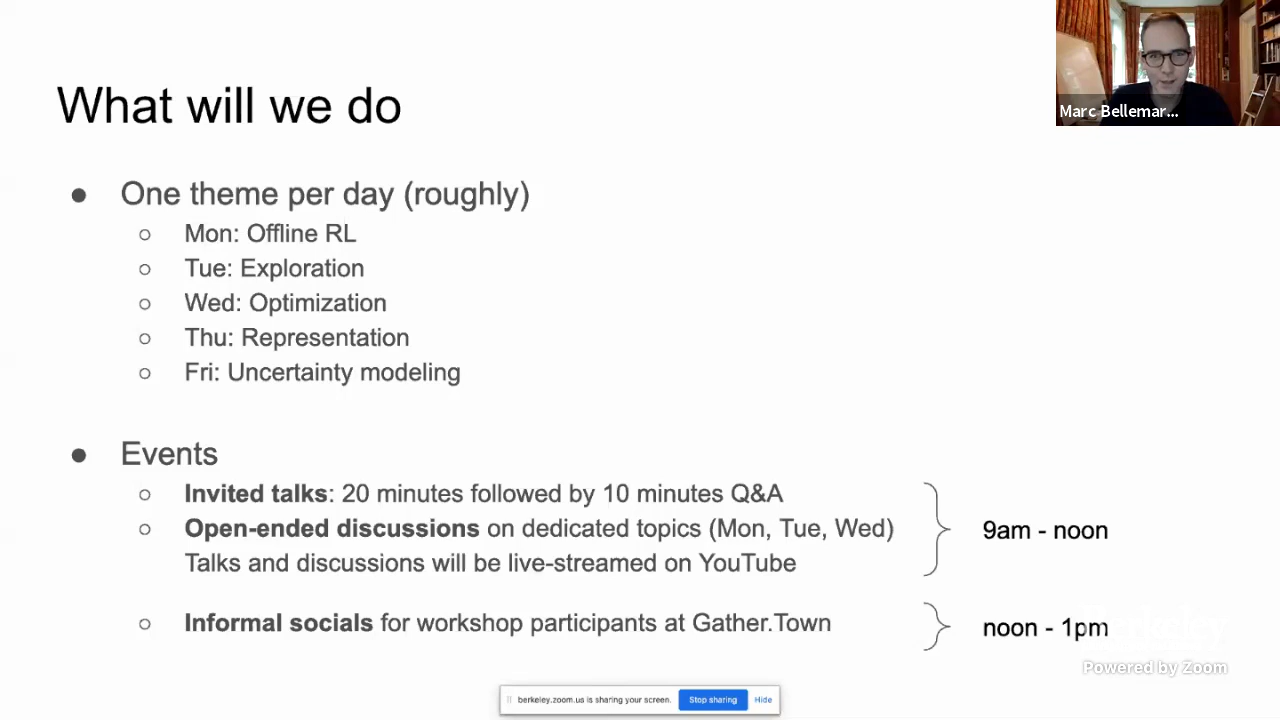 What will we do
Marc Bellemar...
● One theme per day (roughly)
○ Mon: Offline RL
○ Tue: Exploration
○ Wed: Optimization
○ Thu: Representation
○ Fri: Uncertainty modeling
● Events
○ Invited talks: 20 minutes followed by 10 minutes Q&A
○ Open-ended discussions on dedicated topics (Mon, Tue, Wed)
Talks and discussions will be live-streamed on YouTube
9am - noon
○ Informal socials for workshop participants at Gather.Town
noon - 1pm
Berkeley
Powered by Zoom
berkeley.zoom.us is sharing your screen. Stop sharing Hide